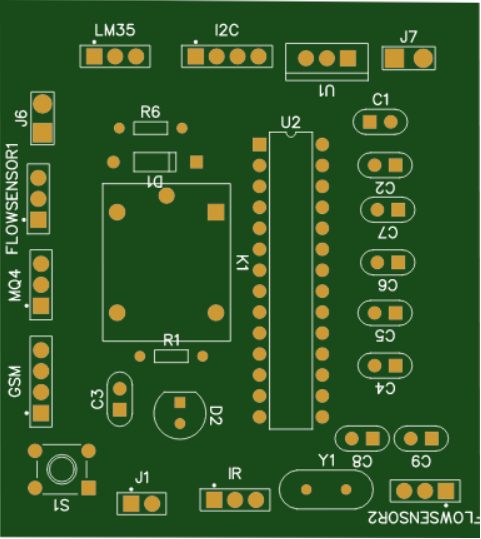 LM35
I2C
J7
U1
C1
J6
R6
U2
FLOWSENSOR1
D1
C2
C7
K1
C6
MQ4
C5
R1
C4
GSM
C3
D2
C8
C9
S1
J1
IR
Y1
FLOWSENSOR2